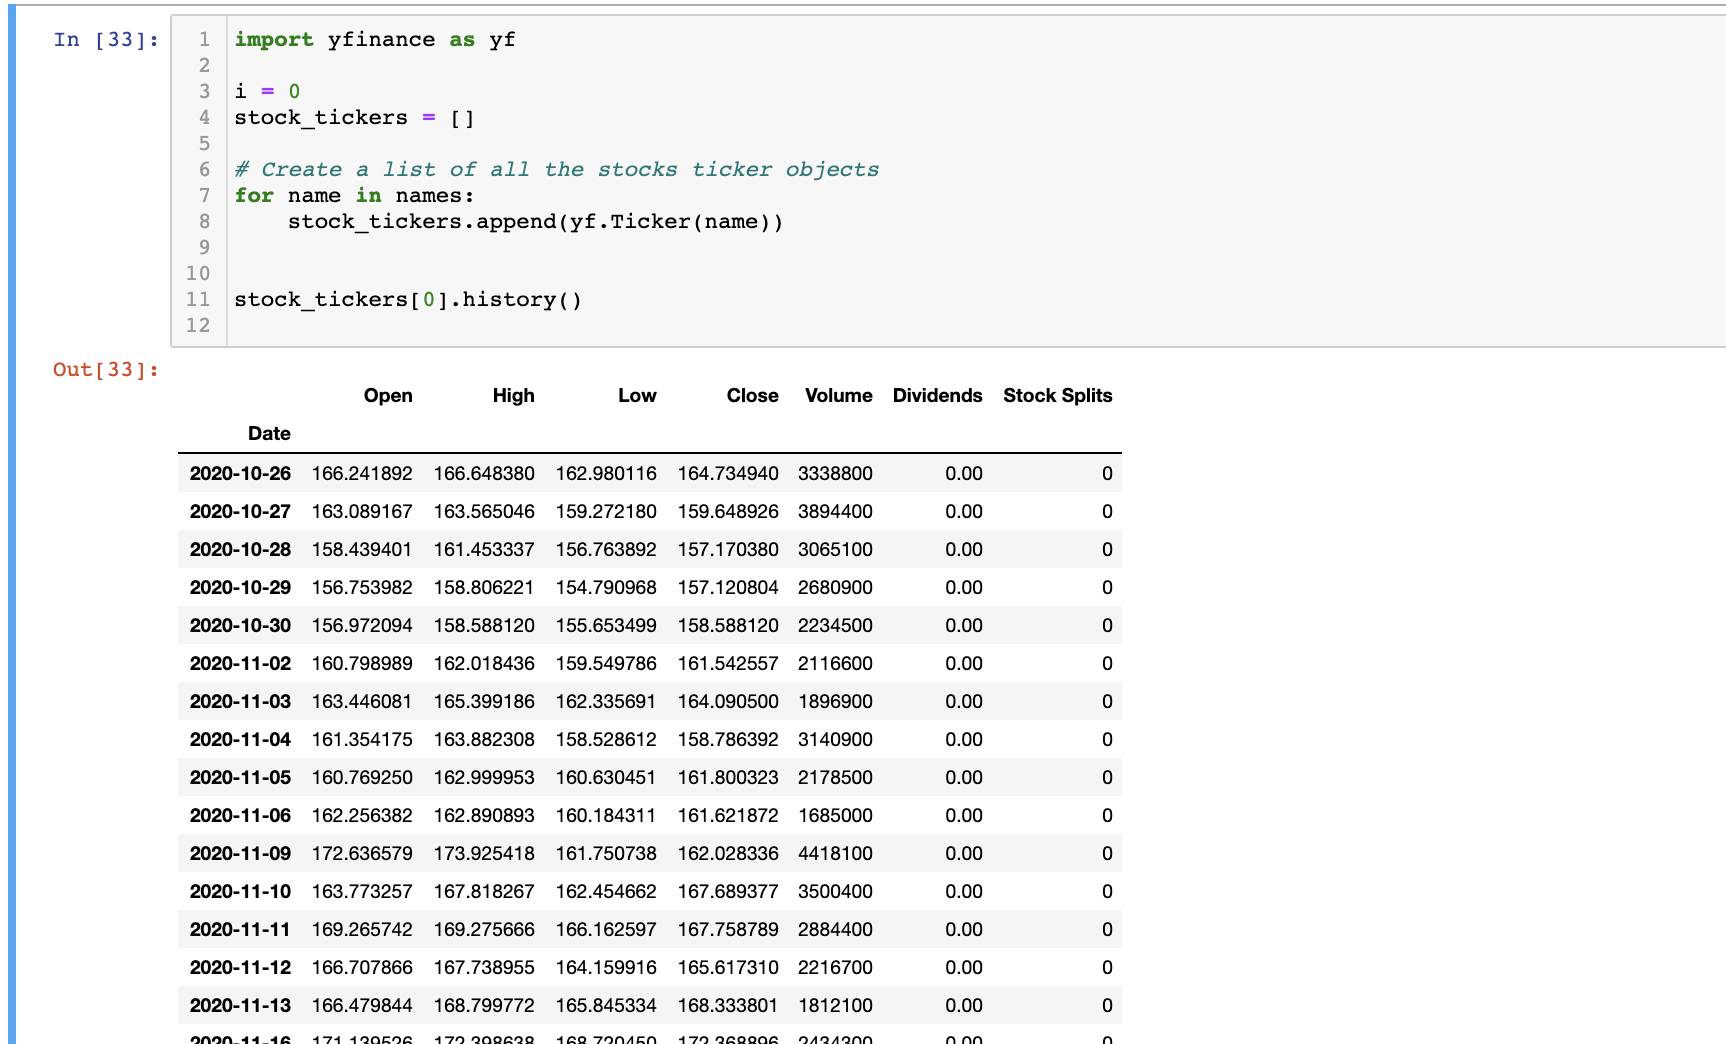 In [33]:
1 import yfinance as yf
2
3 i = 0
4 stock_tickers = []
5
6 # Create a list of all the stocks ticker objects
7 for name in names:
8     stock_tickers.append(yf.Ticker(name))
9
10
11 stock_tickers[0].history()
12
Out[33]:
Open High Low Close Volume Dividends Stock Splits
Date
2020-10-26 166.241892 166.648380 162.980116 164.734940 3338800 0.00 0
2020-10-27 163.089167 163.565046 159.272180 159.648926 3894400 0.00 0
2020-10-28 158.439401 161.453337 156.763892 157.170380 3065100 0.00 0
2020-10-29 156.753982 158.806221 154.790968 157.120804 2680900 0.00 0
2020-10-30 156.972094 158.588120 155.653499 158.588120 2234500 0.00 0
2020-11-02 160.798989 162.018436 159.549786 161.542557 2116600 0.00 0
2020-11-03 163.446081 165.399186 162.335691 164.090500 1896900 0.00 0
2020-11-04 161.354175 163.882308 158.528612 158.786392 3140900 0.00 0
2020-11-05 160.769250 162.999953 160.630451 161.800323 2178500 0.00 0
2020-11-06 162.256382 162.890893 160.184311 161.621872 1685000 0.00 0
2020-11-09 172.636579 173.925418 161.750738 162.028336 4418100 0.00 0
2020-11-10 163.773257 167.818267 162.454662 167.689377 3500400 0.00 0
2020-11-11 169.265742 169.275666 166.162597 167.758789 2884400 0.00 0
2020-11-12 166.707866 167.738955 164.159916 165.617310 2216700 0.00 0
2020-11-13 166.479844 168.799772 165.845334 168.333801 1812100 0.00 0
2020-11-16 171.139526 172.398638 168.720450 172.368896 2434300 0.00 0